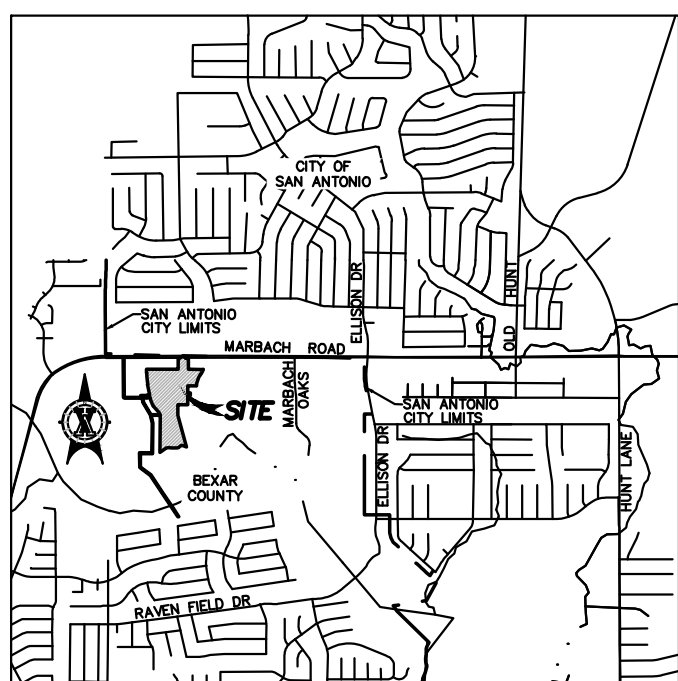 CITY OF
SAN ANTONIO
ELLISON DR
OLD HUNT
SAN ANTONIO
CITY LIMITS
MARBACH ROAD
MARBACH
OAKS
SITE
SAN ANTONIO
CITY LIMITS
ELLISON DR
HUNT LANE
BEXAR
COUNTY
RAVEN FIELD DR